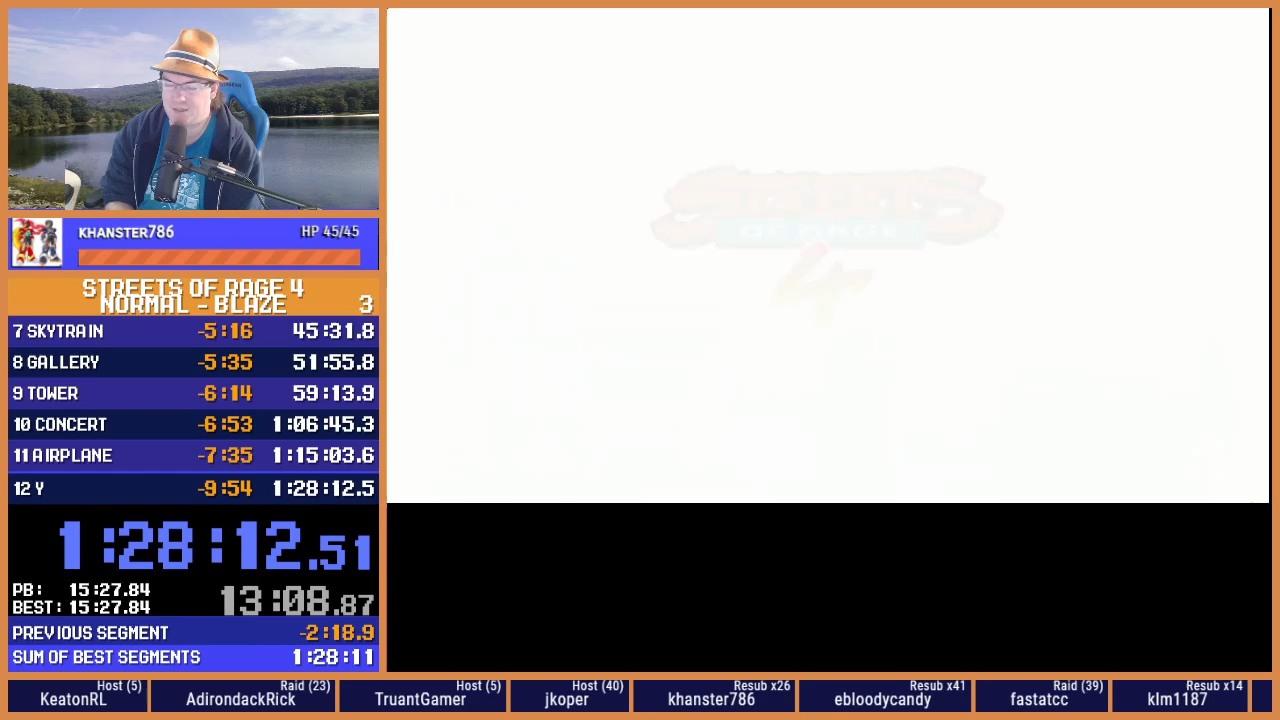 KHANSTER786 HP 45/45
STREETS OF RAGE 4
NORMAL - BLAZE 3
7 SKYTRAIN -5:16 45:31.8
8 GALLERY -5:35 51:55.8
9 TOWER -6:14 59:13.9
10 CONCERT -6:53 1:06:45.3
11 AIRPLANE -7:35 1:15:03.6
12 Y -9:54 1:28:12.5
1:28:12.51
PB: 15:27.84
BEST: 15:27.84
13:08.87
PREVIOUS SEGMENT -2:18.9
SUM OF BEST SEGMENTS 1:28:11
STREETS
OF RAGE
4
Host (5) Raid (23) Host (5) Host (40) Resub x26 Resub x41 Raid (39) Resub x14
KeatonRL AdirondackRick TruantGamer jkoper khanster786 ebloodycandy fastatcc klm1187